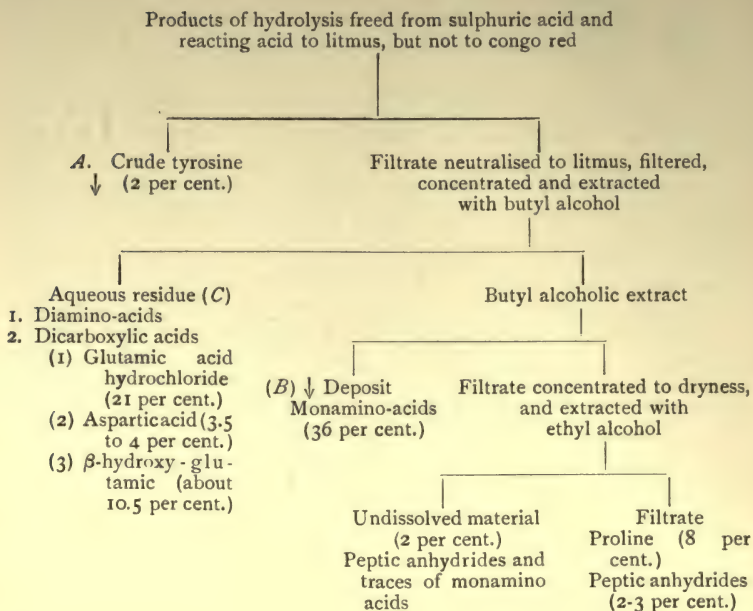 Products of hydrolysis freed from sulphuric acid and
reacting acid to litmus, but not to congo red
A. Crude tyrosine
↓ (2 per cent.)
Filtrate neutralised to litmus, filtered,
concentrated and extracted
with butyl alcohol
Aqueous residue (C)
1. Diamino-acids
2. Dicarboxylic acids
(1) Glutamic acid
hydrochloride
(21 per cent.)
(2) Aspartic acid (3.5
to 4 per cent.)
(3) β-hydroxy-glu-
tamic (about
10.5 per cent.)
Butyl alcoholic extract
(B) ↓ Deposit
Monamino-acids
(36 per cent.)
Filtrate concentrated to dryness,
and extracted with
ethyl alcohol
Undissolved material
(2 per cent.)
Peptic anhydrides and
traces of monamino
acids
Filtrate
Proline (8 per
cent.)
Peptic anhydrides
(2-3 per cent.)